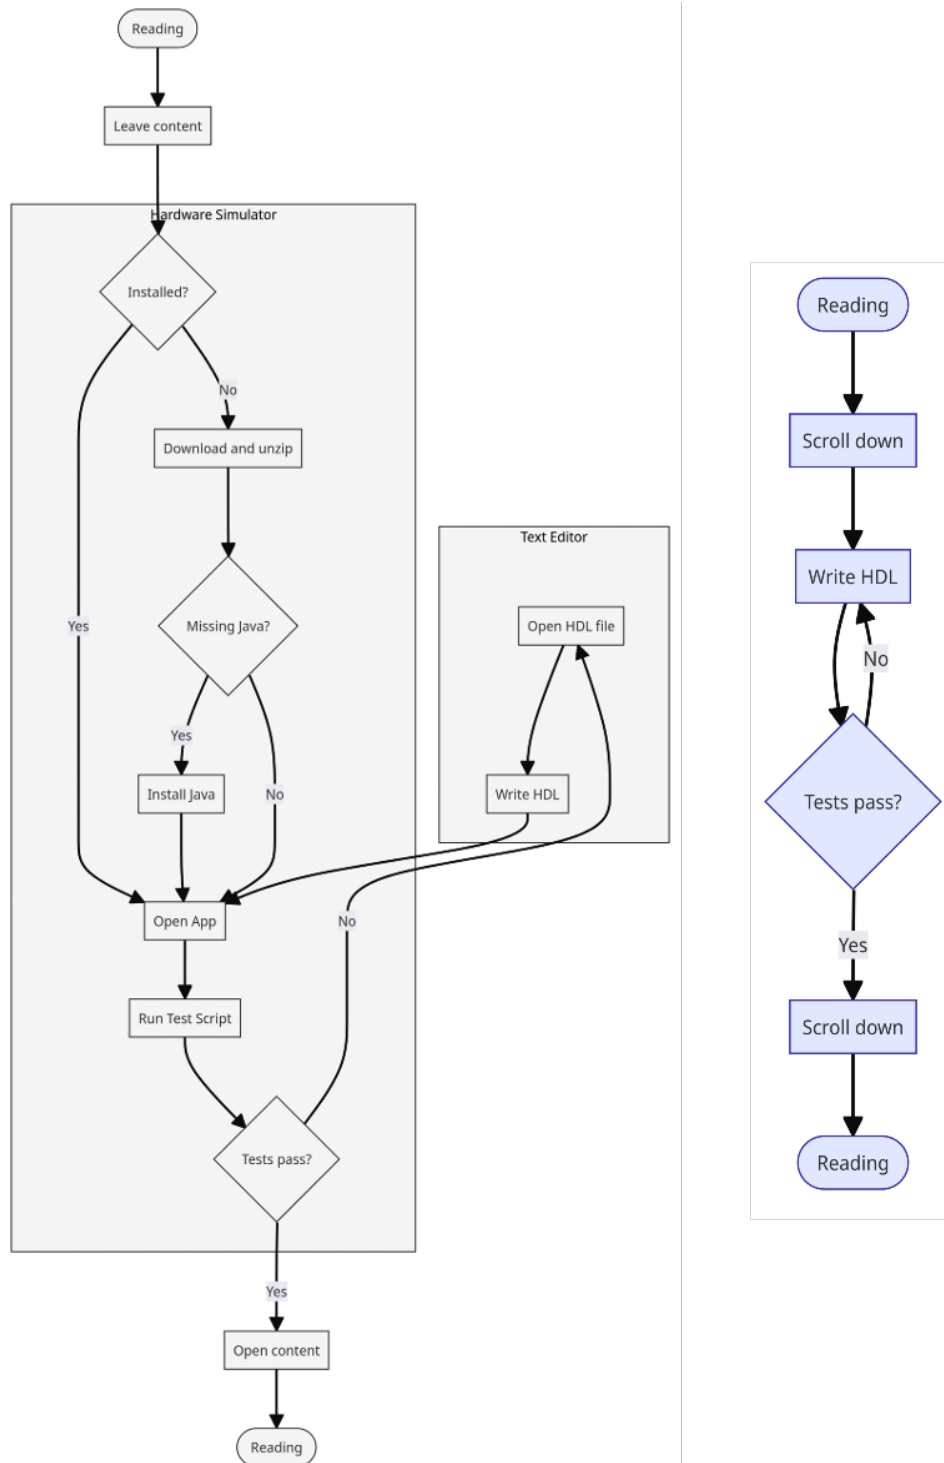 Reading
Leave content
Hardware Simulator
Installed?
No
Download and unzip
Yes
Missing Java?
Yes
Install Java
No
Open App
Run Test Script
No
Tests pass?
Yes
Open content
Reading
Text Editor
Open HDL file
Write HDL
Reading
Scroll down
Write HDL
No
Tests pass?
Yes
Scroll down
Reading